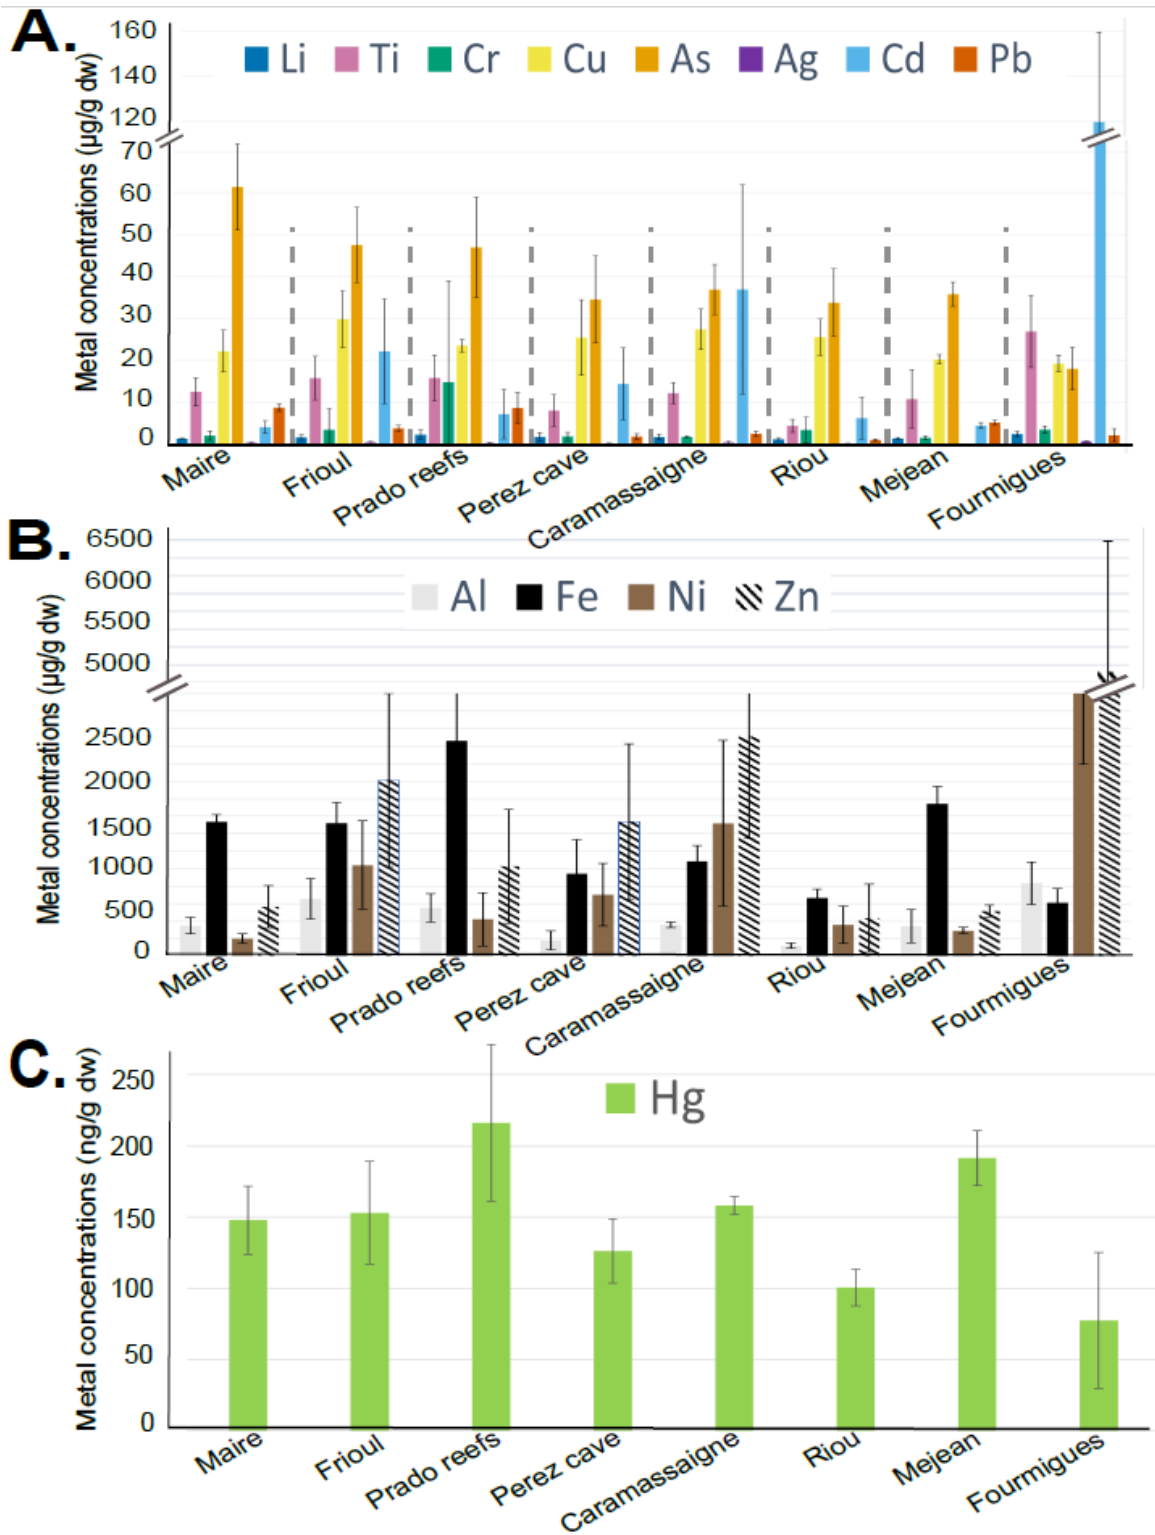 A.
Metal concentrations (µg/g dw)
160
140
120
70
60
50
40
30
20
10
0
Li Ti Cr Cu As Ag Cd Pb
Maire Frioul Prado reefs Perez cave Caramassaigne Riou Mejean Fourmigues
B.
Metal concentrations (µg/g dw)
6500
6000
5500
5000
2500
2000
1500
1000
500
0
Al Fe Ni Zn
Maire Frioul Prado reefs Perez cave Caramassaigne Riou Mejean Fourmigues
C.
Metal concentrations (ng/g dw)
250
200
150
100
50
0
Hg
Maire Frioul Prado reefs Perez cave Caramassaigne Riou Mejean Fourmigues